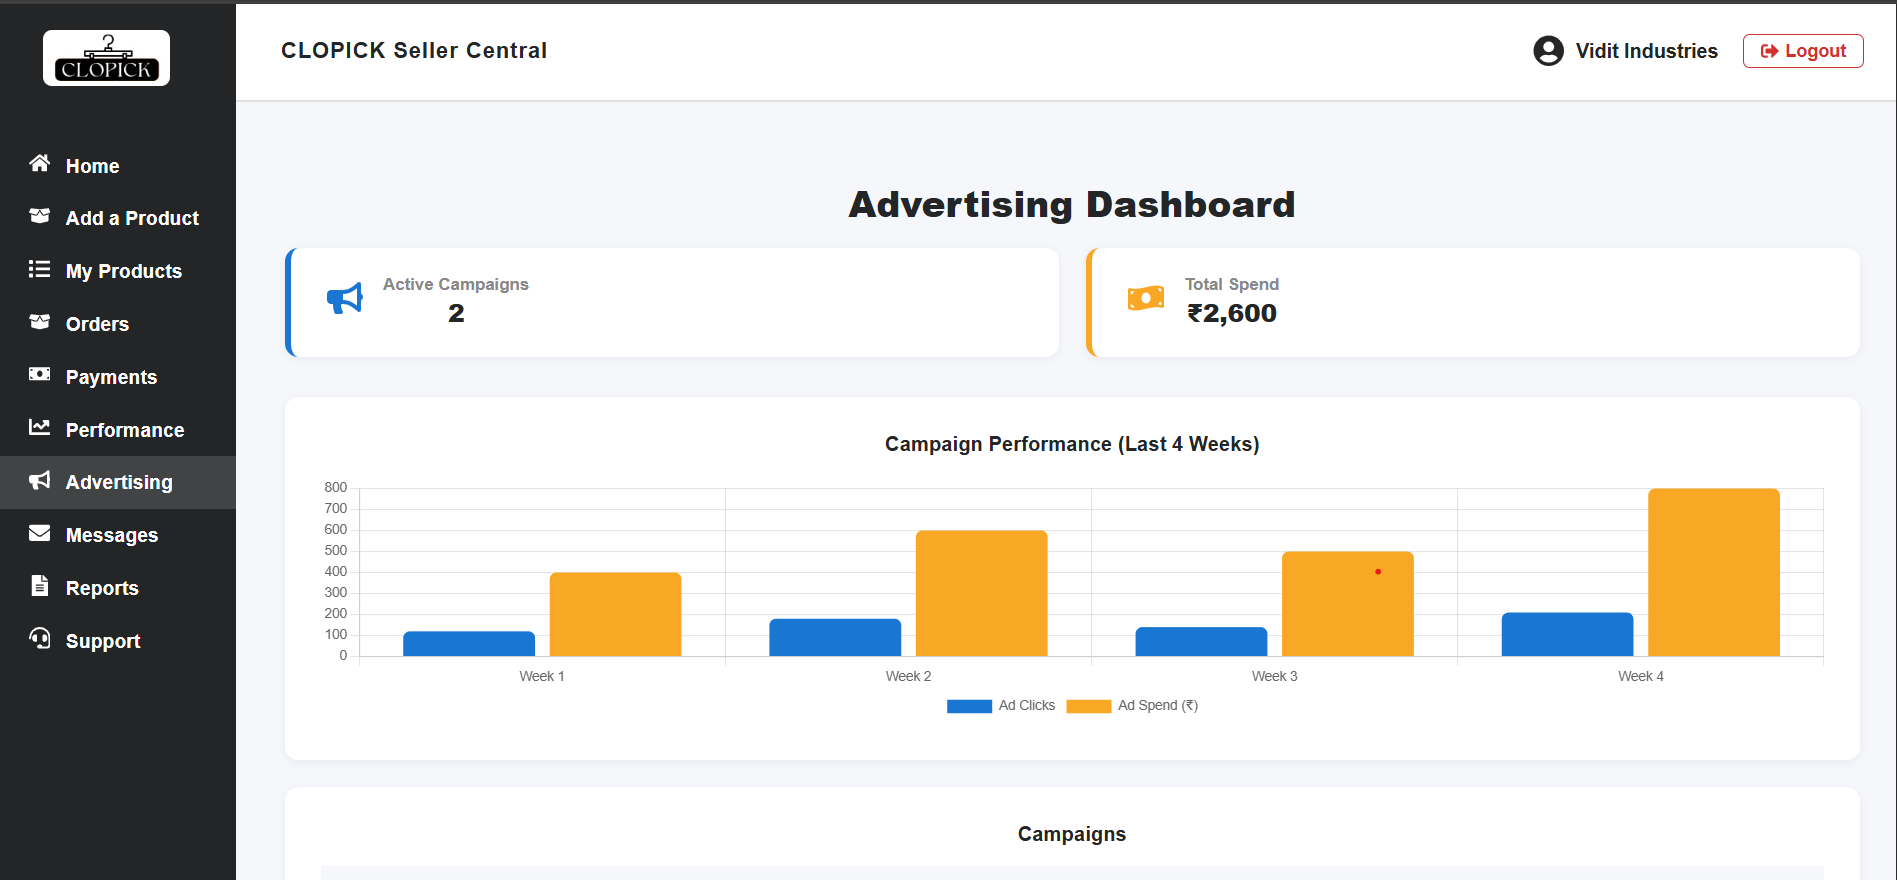 CLOPICK
CLOPICK Seller Central
Vidit Industries
Logout
Home
Add a Product
My Products
Orders
Payments
Performance
Advertising
Messages
Reports
Support
Advertising Dashboard
Active Campaigns
2
Total Spend
₹2,600
Campaign Performance (Last 4 Weeks)
800
700
600
500
400
300
200
100
0
Week 1
Week 2
Week 3
Week 4
Ad Clicks
Ad Spend (₹)
Campaigns